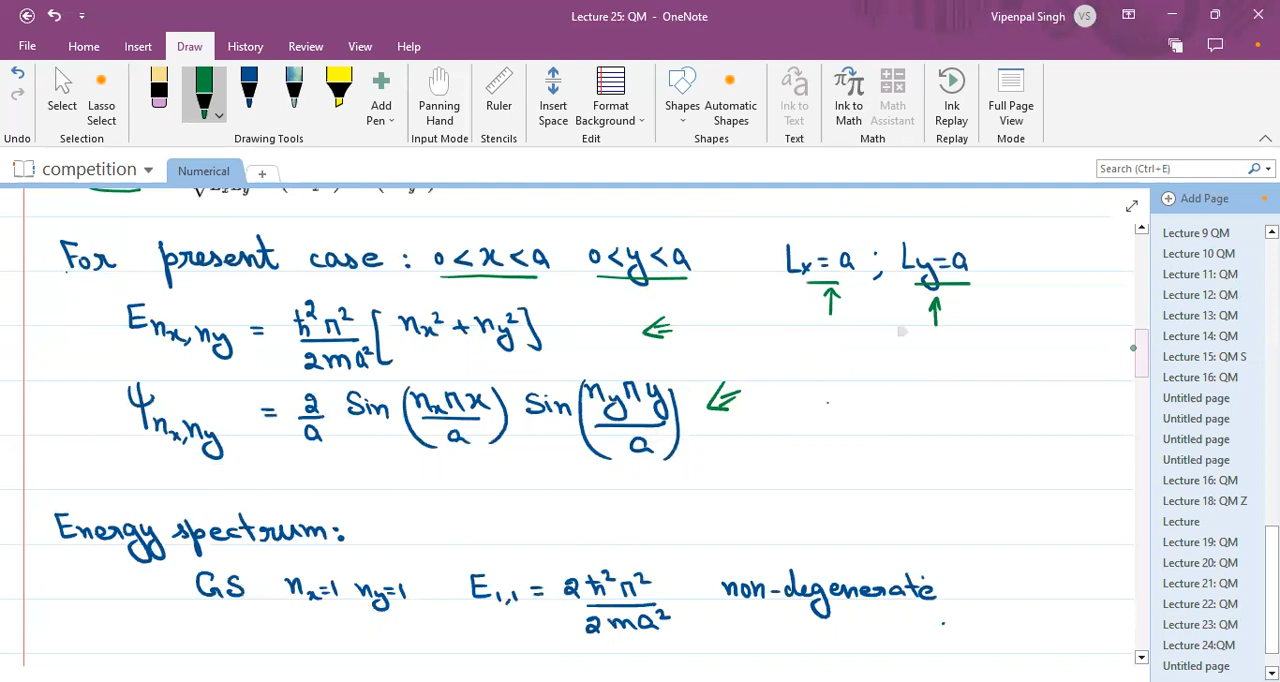 Lecture 25: QM - OneNote
Vipenpal Singh VS
File Home Insert Draw History Review View Help
Undo
Select
Lasso Select
Selection
Add Pen
Drawing Tools
Panning Hand
Input Mode
Ruler
Stencils
Insert Space
Format Background
Edit
Shapes
Automatic Shapes
Shapes
Ink to Text
Text
Ink to Math
Math Assistant
Math
Ink Replay
Replay
Full Page View
Mode
competition Numerical + Search (Ctrl+E)
For present case : 0 < x < a 0 < y < a Lx = a ; Ly = a
E nx,ny = ħ²π²/2ma² [nx² + ny²]
ψ nx,ny = 2/a Sin (nxπx/a) Sin (nyπy/a)
Energy spectrum:
GS nx=1 ny=1 E1,1 = 2ħ²π²/2ma² non-degenerate
Add Page
Lecture 9 QM
Lecture 10 QM)
Lecture 11: QM
Lecture 12: QM
Lecture 13: QM
Lecture 14: QM
Lecture 15: QM S
Lecture 16: QM
Untitled page
Untitled page
Untitled page
Untitled page
Lecture 16: QM
Lecture 18: QM Z
Lecture
Lecture 19: QM
Lecture 20: QM
Lecture 21: QM
Lecture 22: QM
Lecture 23: QM
Lecture 24:QM
Untitled page